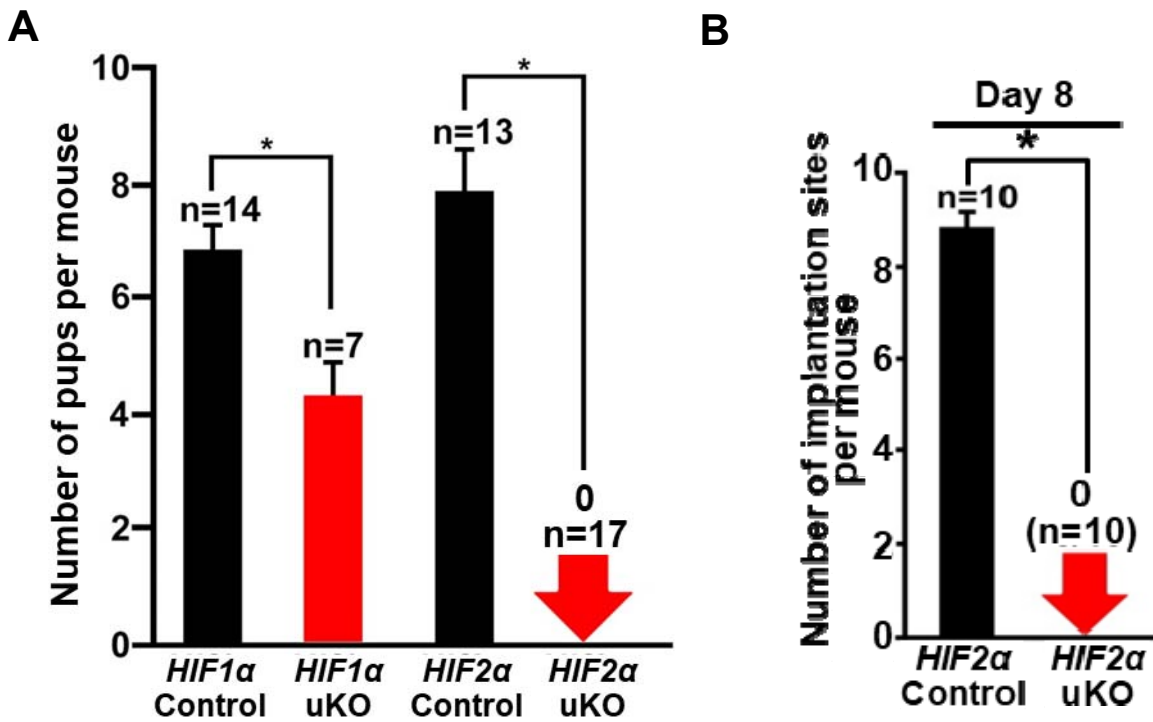 A
Number of pups per mouse
10
8
6
4
2
0
*
*
n=14
n=7
n=13
0
n=17
HIF1α
Control
HIF1α
uKO
HIF2α
Control
HIF2α
uKO
B
Day 8
*
Number of implantation sites
per mouse
10
8
6
4
2
0
n=10
0
(n=10)
HIF2α
Control
HIF2α
uKO